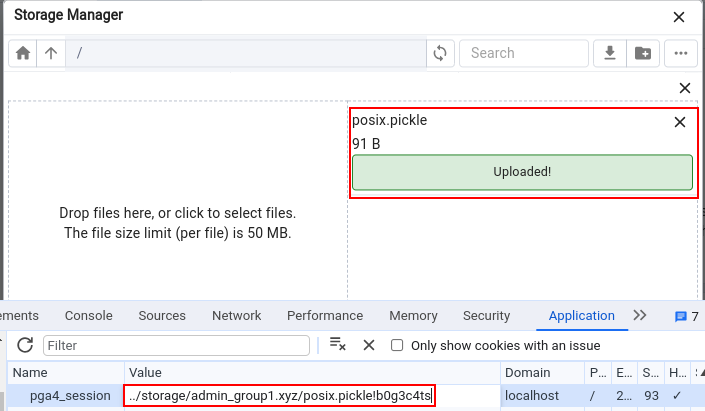 Storage Manager
/
Search
posix.pickle
91 B
Uploaded!
Drop files here, or click to select files.
The file size limit (per file) is 50 MB.
ements Console Sources Network Performance Memory Security Application 7
Filter Only show cookies with an issue
Name Value Domain P... E... S... H...
pga4_session ../storage/admin_group1.xyz/posix.pickle!b0g3c4ts localhost / 2... 93 ✓